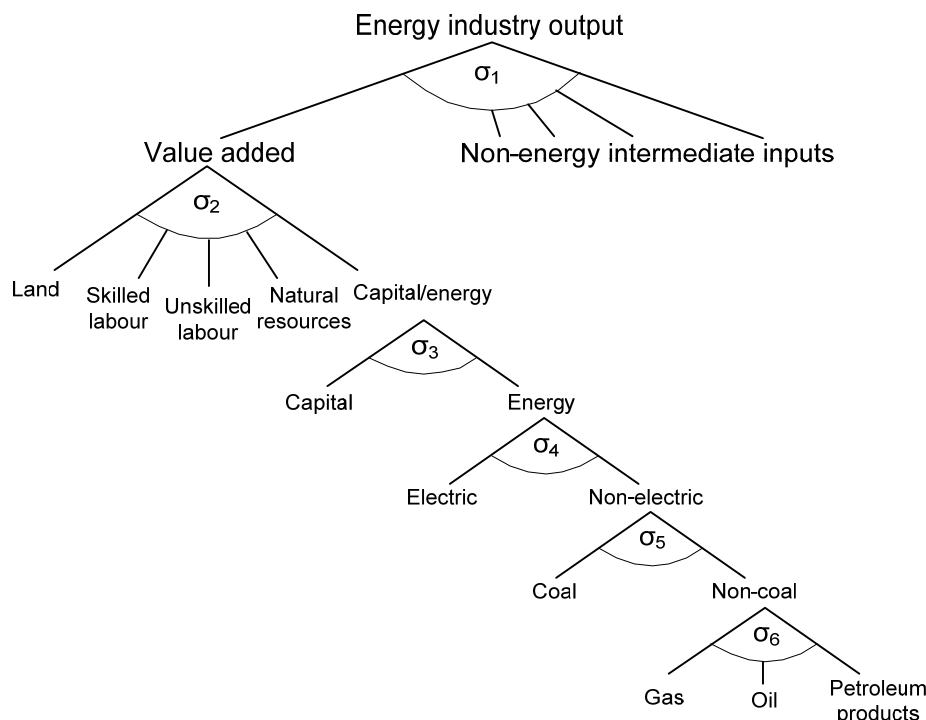 Energy industry output
σ1
Value added
Non-energy intermediate inputs
σ2
Land
Skilled
labour
Unskilled
labour
Natural
resources
Capital/energy
σ3
Capital
Energy
σ4
Electric
Non-electric
σ5
Coal
Non-coal
σ6
Gas
Oil
Petroleum
products